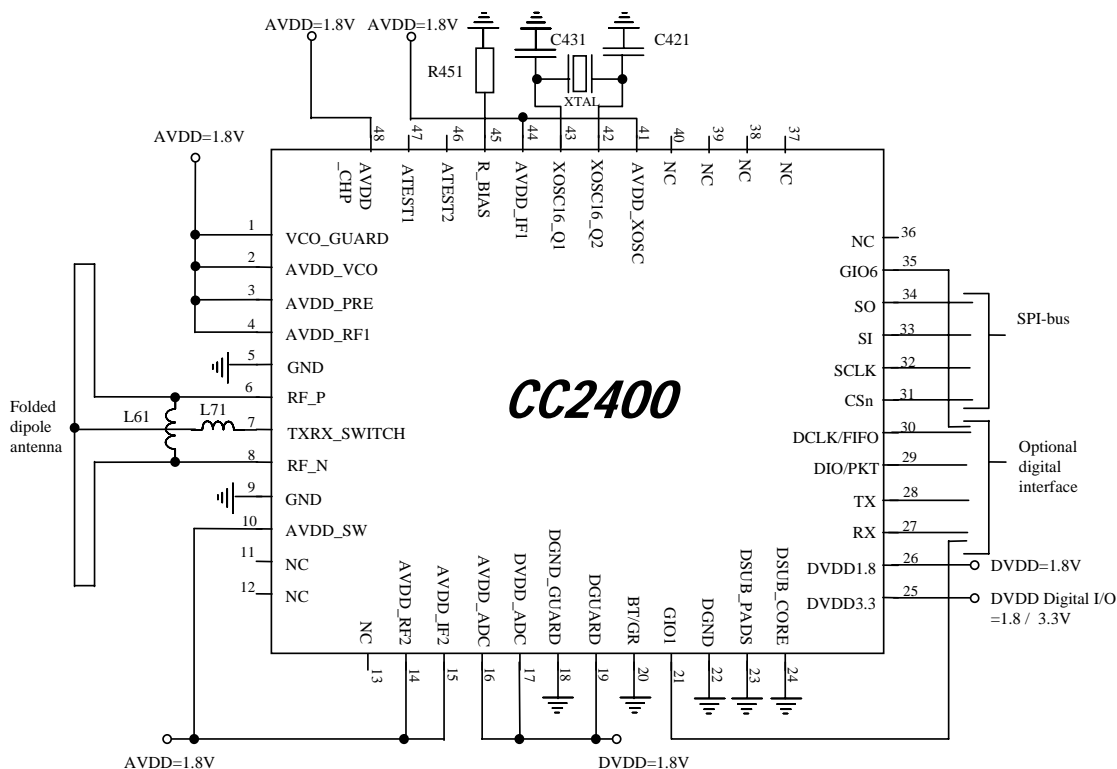 AVDD=1.8V
AVDD=1.8V
C431
C421
R451
XTAL
AVDD=1.8V
48
47
46
45
44
43
42
41
40
39
38
37
AVDD
_CHP
ATEST1
ATEST2
R_BIAS
AVDD_IF1
XOSC16_Q1
XOSC16_Q2
AVDD_XOSC
NC
NC
NC
NC
1
VCO_GUARD
2
AVDD_VCO
3
AVDD_PRE
4
AVDD_RF1
5
GND
6
RF_P
7
TXRX_SWITCH
8
RF_N
9
GND
10
AVDD_SW
11
NC
12
NC
Folded
dipole
antenna
L61
L71
CC2400
NC
36
GIO6
35
SO
34
SI
33
SCLK
32
CSn
31
DCLK/FIFO
30
DIO/PKT
29
TX
28
RX
27
DVDD1.8
26
DVDD3.3
25
SPI-bus
Optional
digital
interface
DVDD=1.8V
DVDD Digital I/O
=1.8 / 3.3V
NC
AVDD_RF2
AVDD_IF2
AVDD_ADC
DVDD_ADC
DGND_GUARD
DGUARD
BT/GR
GIO1
DGND
DSUB_PADS
DSUB_CORE
13
14
15
16
17
18
19
20
21
22
23
24
AVDD=1.8V
DVDD=1.8V